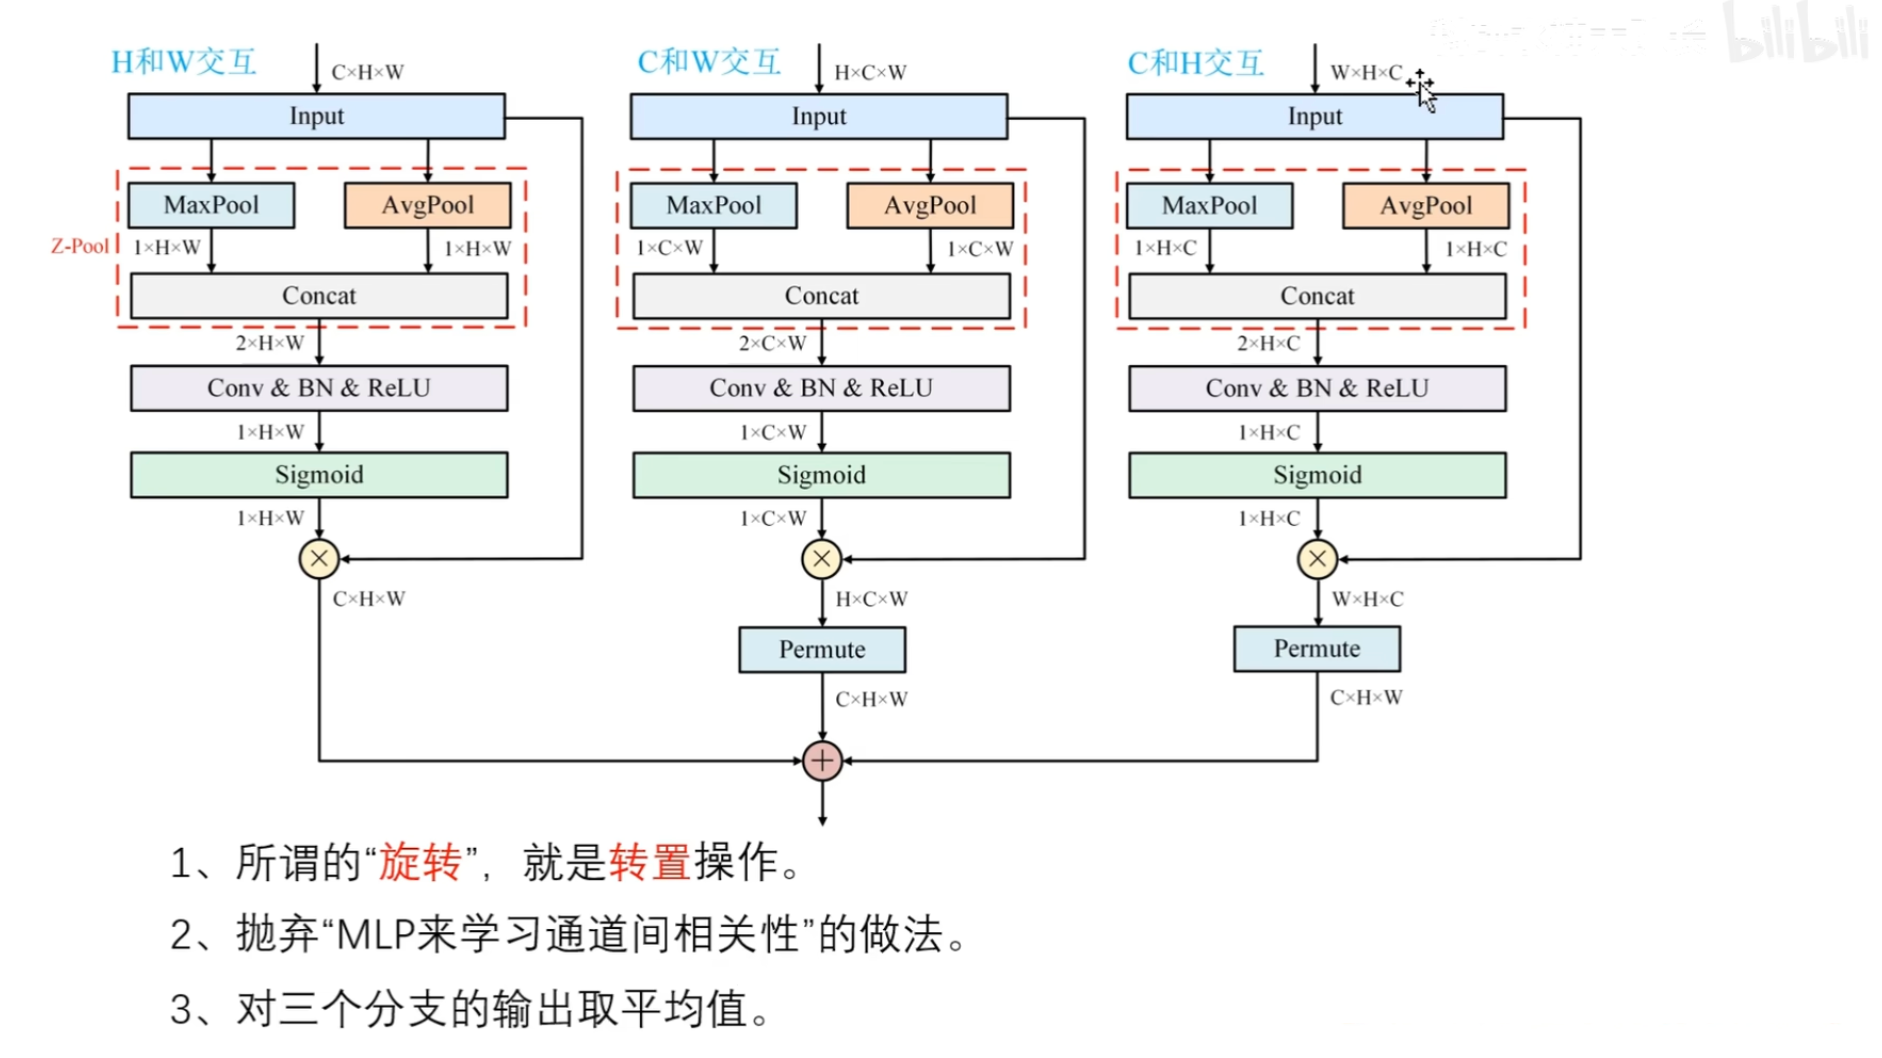 H和W交互
C×H×W
Input
MaxPool
AvgPool
Z-Pool
1×H×W
1×H×W
Concat
2×H×W
Conv & BN & ReLU
1×H×W
Sigmoid
1×H×W
C×H×W
C和W交互
H×C×W
Input
MaxPool
AvgPool
1×C×W
1×C×W
Concat
2×C×W
Conv & BN & ReLU
1×C×W
Sigmoid
1×C×W
H×C×W
Permute
C×H×W
C和H交互
W×H×C
Input
MaxPool
AvgPool
1×H×C
1×H×C
Concat
2×H×C
Conv & BN & ReLU
1×H×C
Sigmoid
1×H×C
W×H×C
Permute
C×H×W
1、所谓的“旋转”，就是转置操作。
2、抛弃“MLP来学习通道间相关性”的做法。
3、对三个分支的输出取平均值。
bilibili